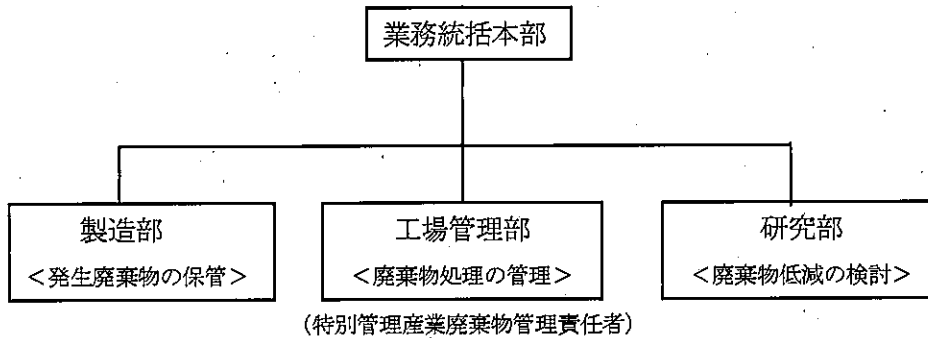 業務統括本部
製造部
＜発生廃棄物の保管＞
工場管理部
＜廃棄物処理の管理＞
(特別管理産業廃棄物管理責任者)
研究部
＜廃棄物低減の検討＞